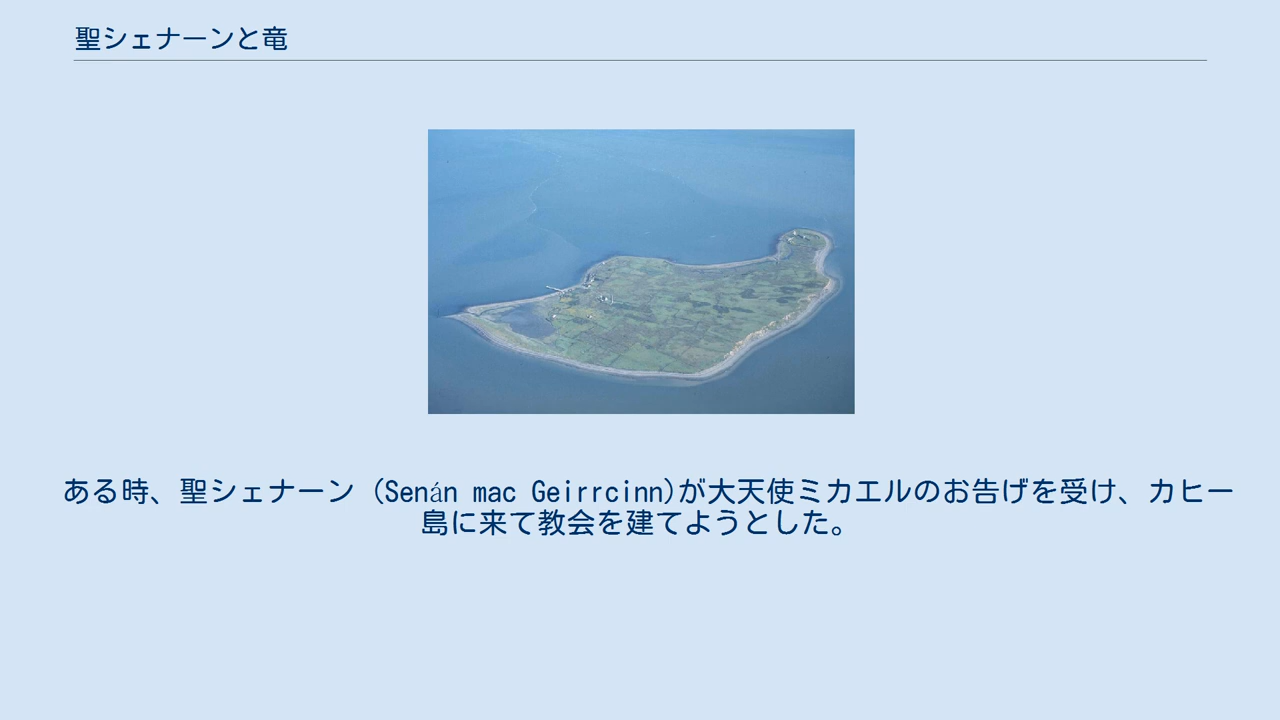 聖シェナーンと竜
ある時、聖シェナーン (Senán mac Geirrcinn)が大天使ミカエルのお告げを受け、カヒー
島に来て教会を建てようとした。